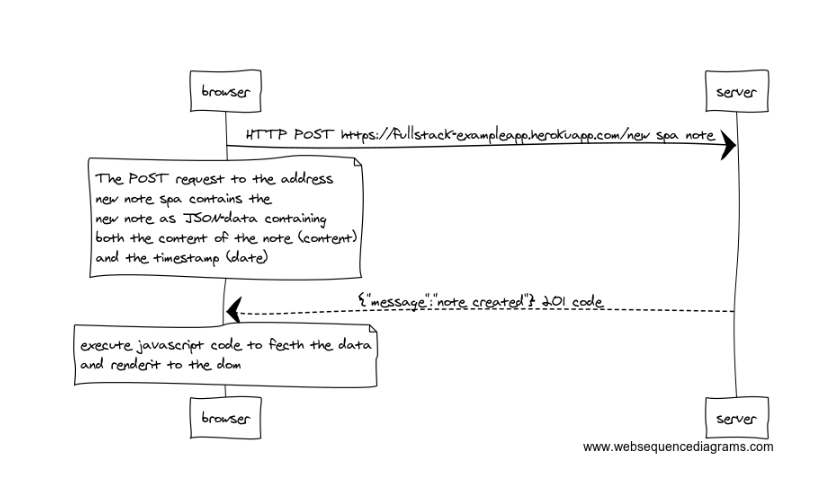 browser
server
HTTP POST https://fullstack-exampleapp.herokuapp.com/new spa note
The POST request to the address
new note spa contains the
new note as JSON-data containing
both the content of the note (content)
and the timestamp (date)
{"message":"note created"} 201 code
execute javascript code to fecth the data
and renderit to the dom
browser
server
www.websequencediagrams.com